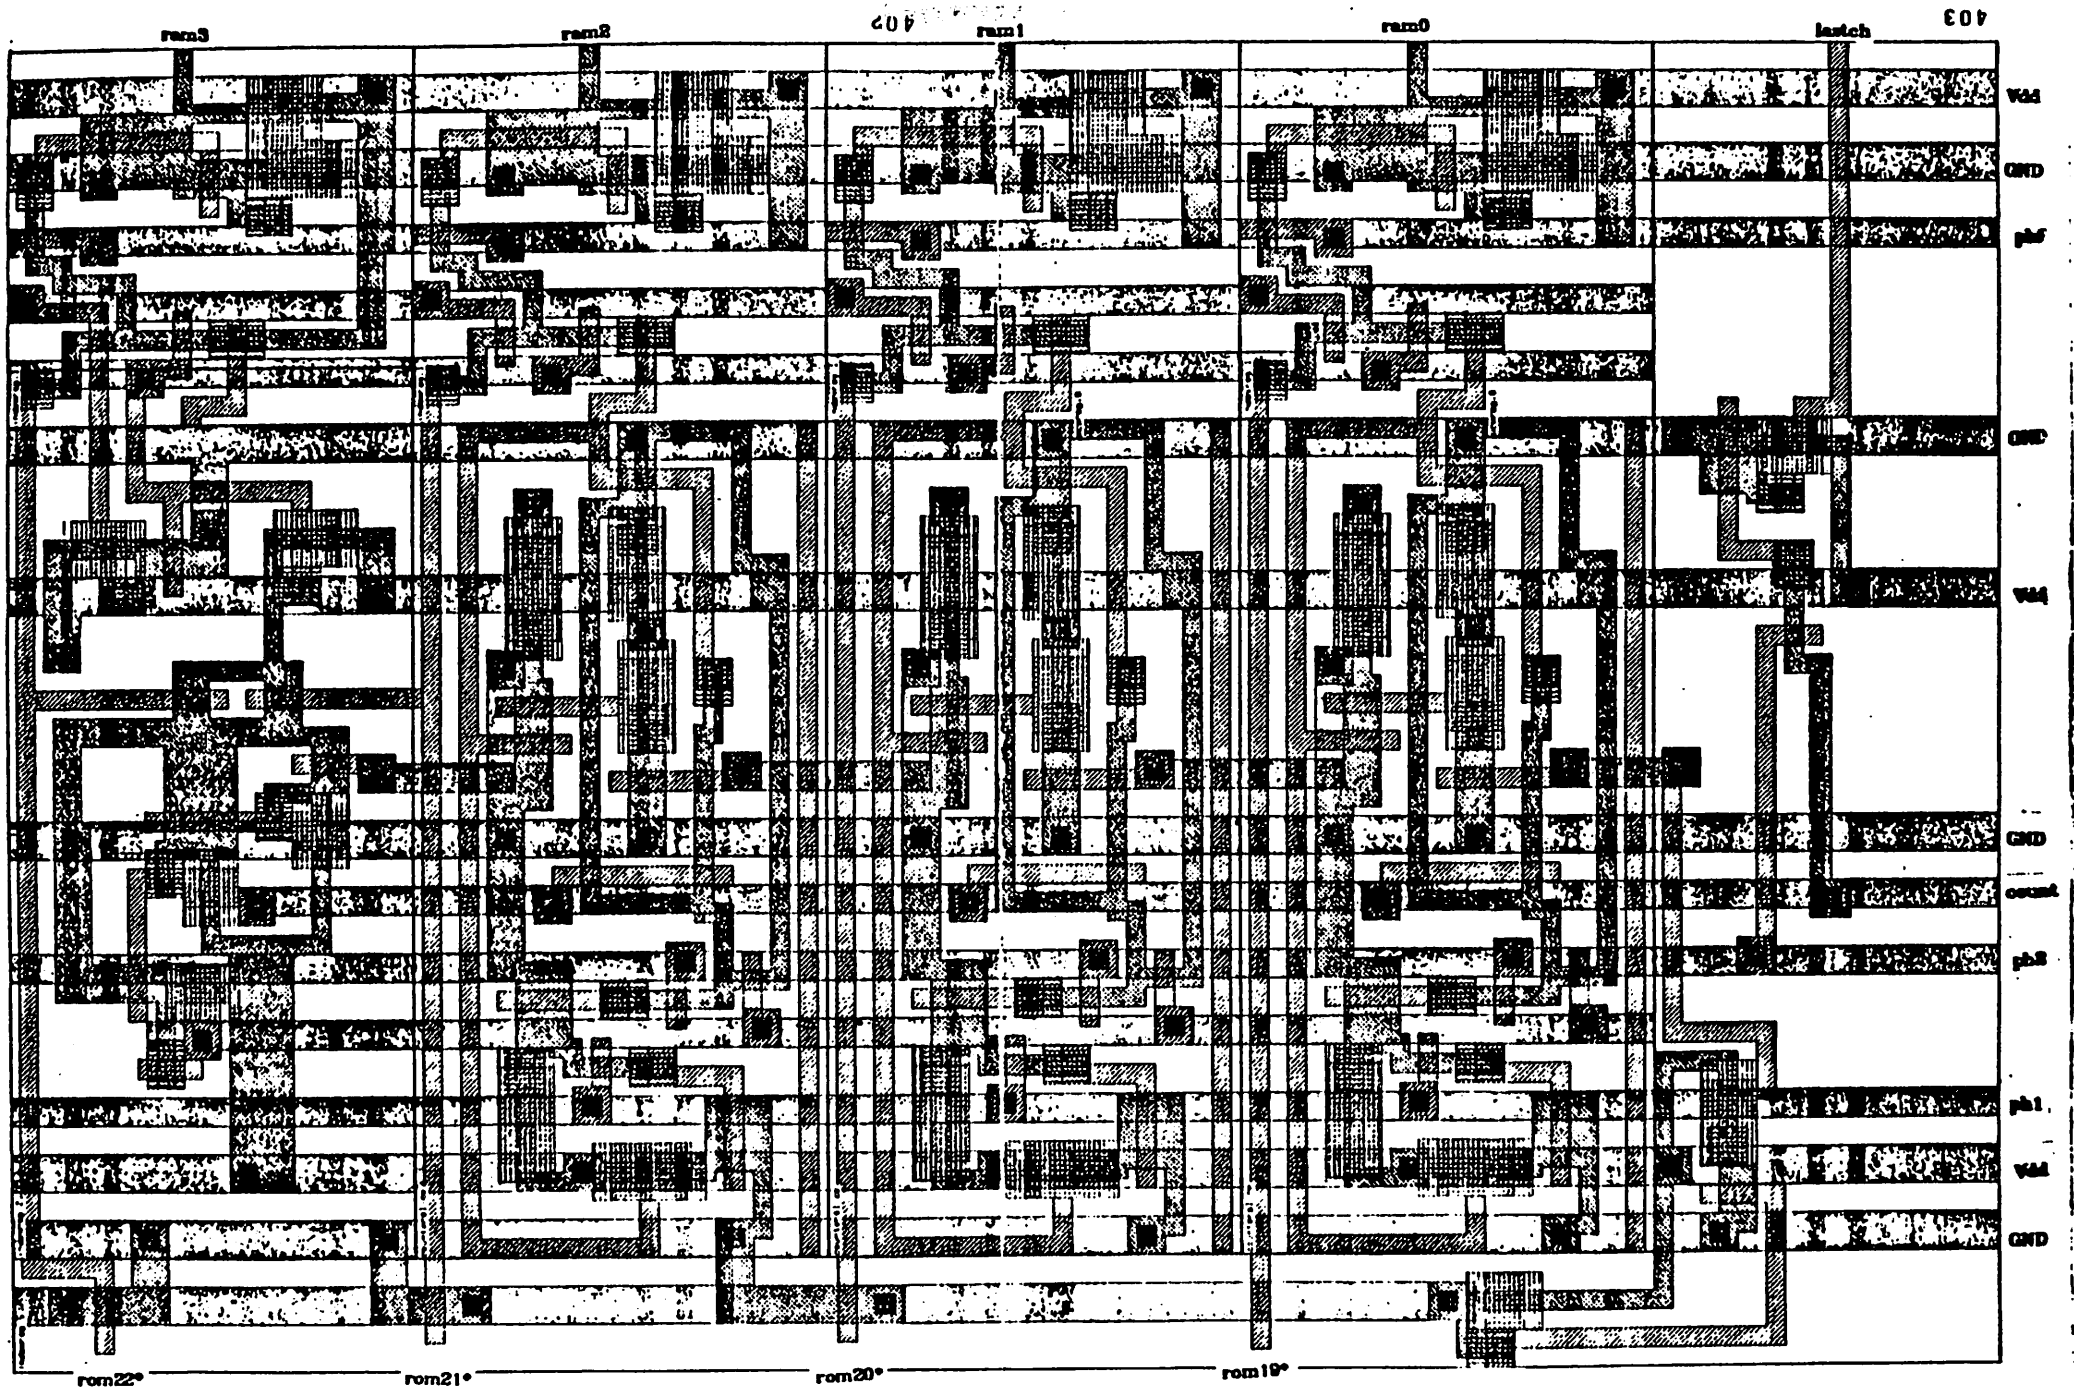 402
403
ram3
ram2
ram1
ram0
lastch
Vdd
GND
phf
GND
Vdd
GND
count
ph2
ph1
Vdd
GND
rom22*
rom21*
rom20*
rom19*